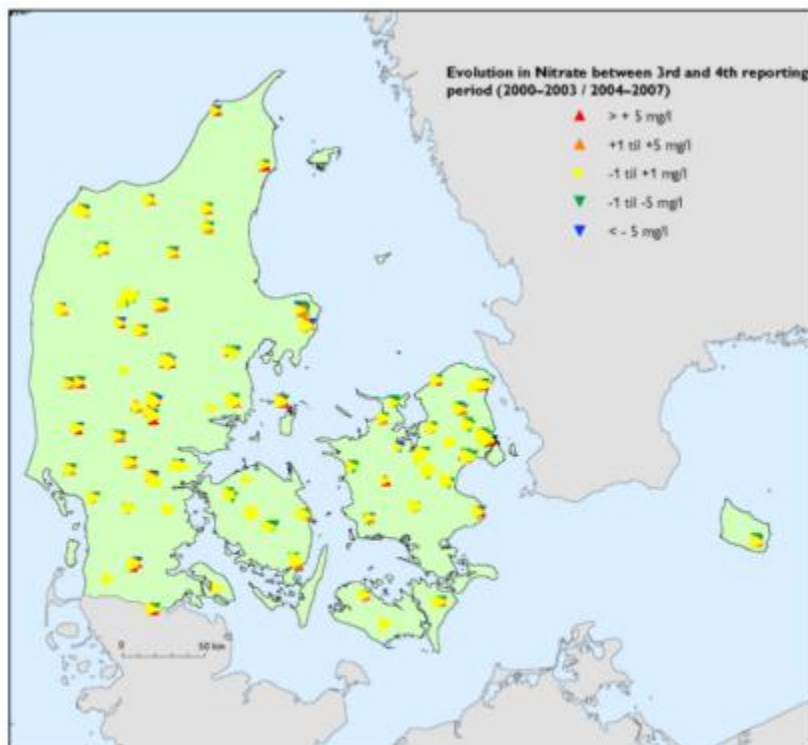 Evolution in Nitrate between 3rd and 4th reporting
period (2000–2003 / 2004–2007)
> + 5 mg/l
+1 til +5 mg/l
-1 til +1 mg/l
-1 til -5 mg/l
< - 5 mg/l
0 50 km